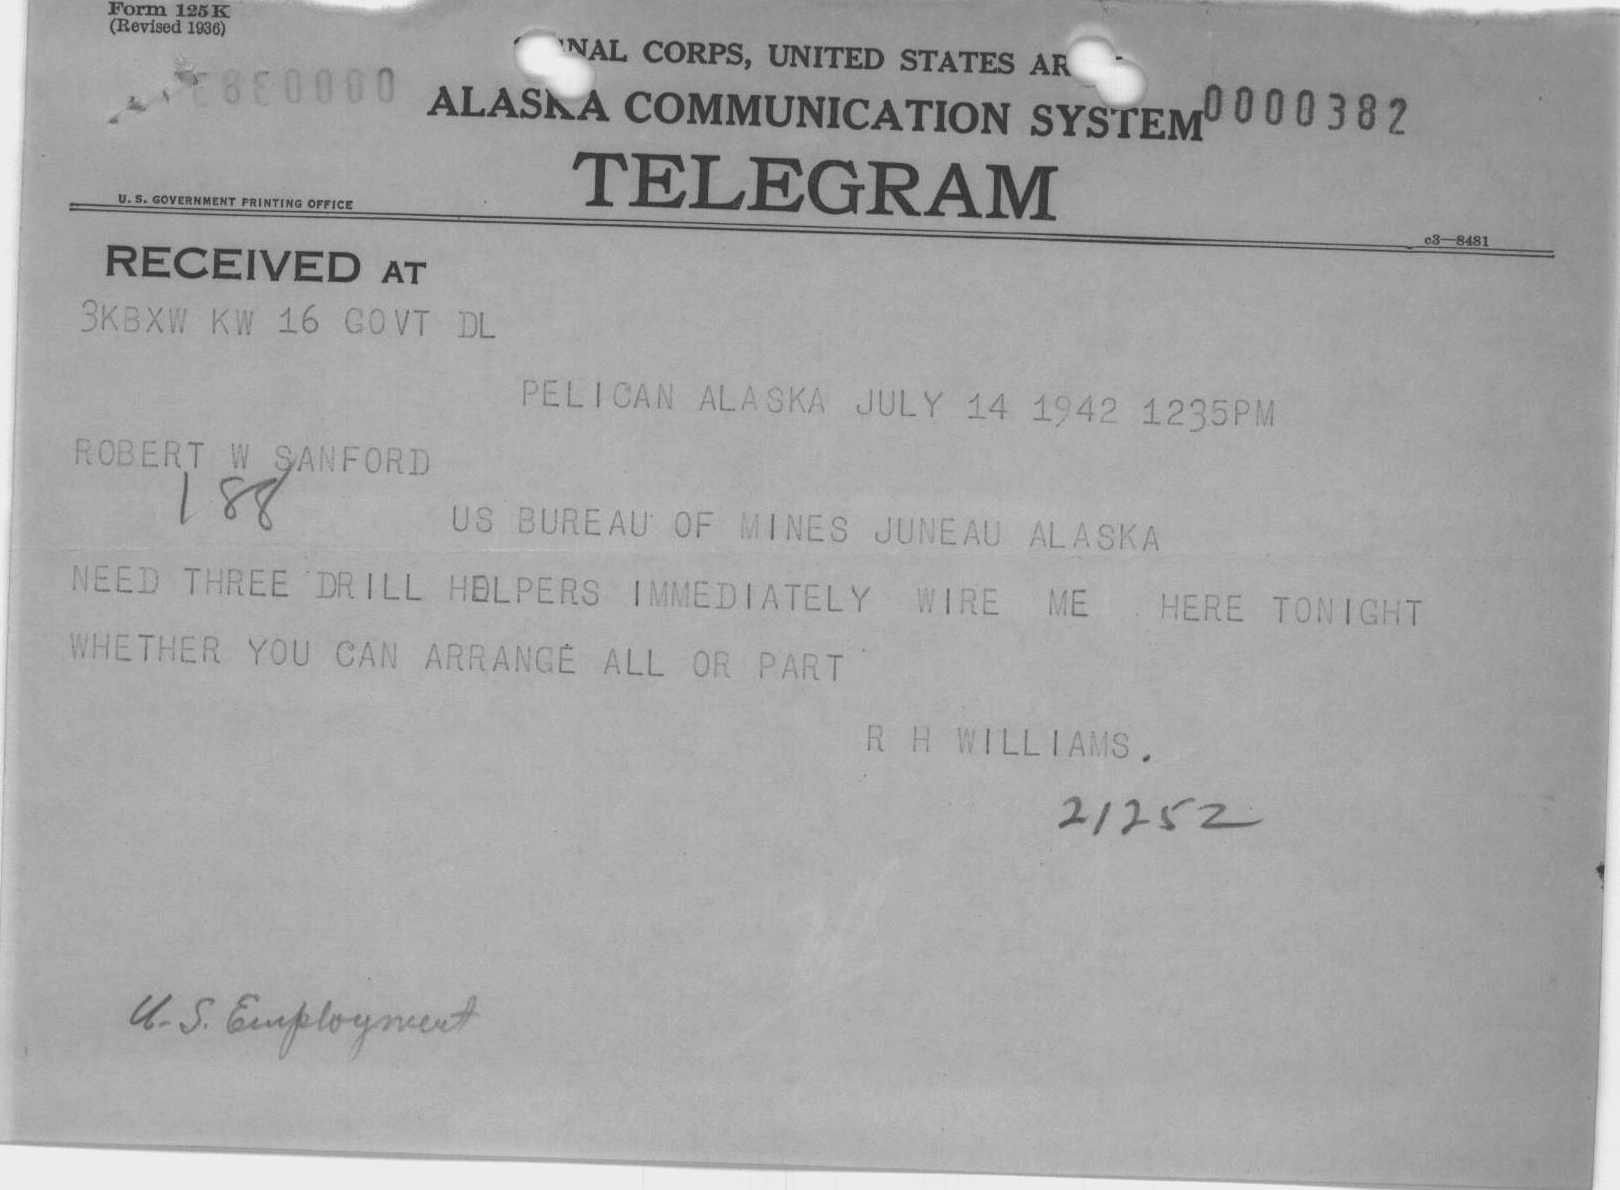 Form 125K
(Revised 1936)
NAL CORPS, UNITED STATES AR
ALASKA COMMUNICATION SYSTEM
0000382
TELEGRAM
U. S. GOVERNMENT PRINTING OFFICE
c3—8481
RECEIVED AT
3KBXW KW 16 GOVT DL
PELICAN ALASKA JULY 14 1942 1235PM
ROBERT W SANFORD
188
US BUREAU OF MINES JUNEAU ALASKA
NEED THREE DRILL HELPERS IMMEDIATELY WIRE ME HERE TONIGHT
WHETHER YOU CAN ARRANGE ALL OR PART
R H WILLIAMS.
21252
U.S. Employment